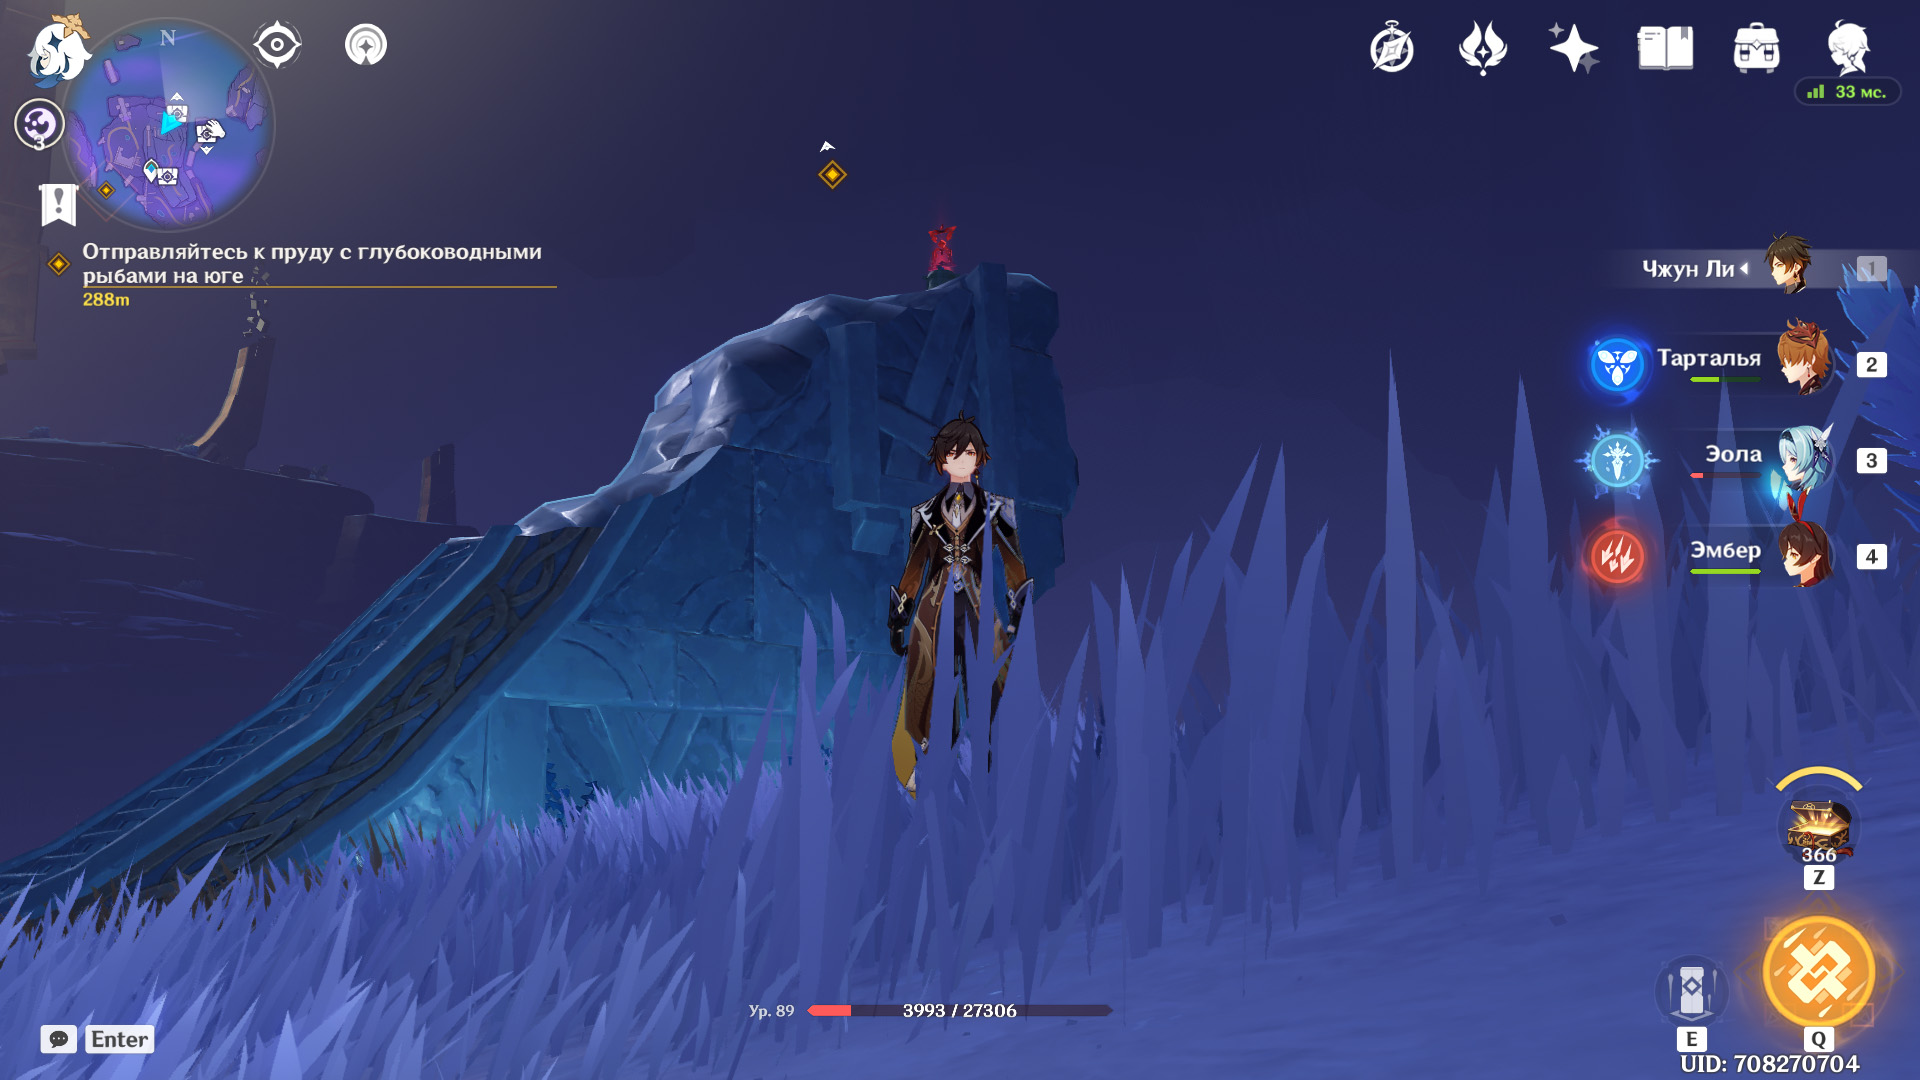 N
33 мс.
3
Отправляйтесь к пруду с глубоководными
рыбами на юге
288m
Чжун Ли
1
Тарталья
2
Эола
3
Эмбер
4
366
Z
Ур. 89
3993 / 27306
Enter
E
Q
UID: 708270704